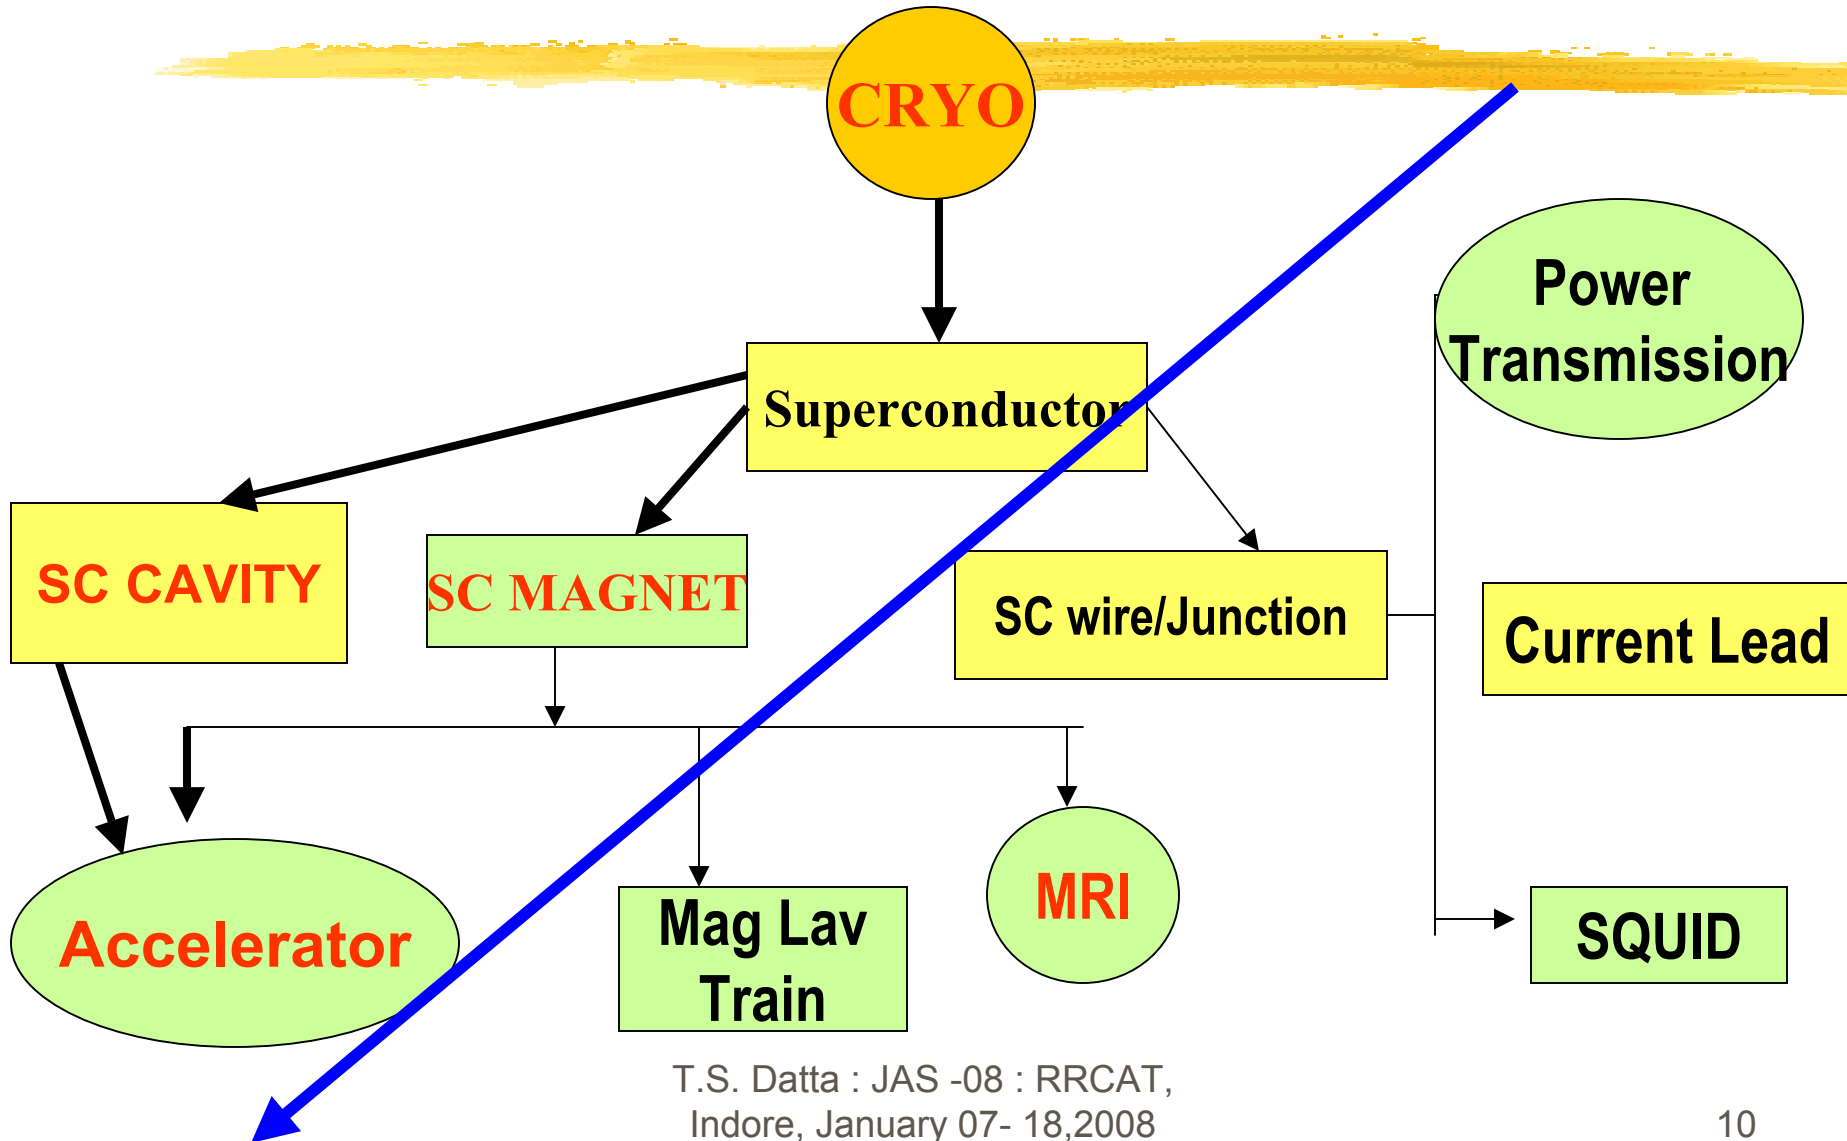 CRYO
Power
Transmission
Superconductor
SC CAVITY
SC MAGNET
SC wire/Junction
Current Lead
Accelerator
Mag Lav
Train
MRI
SQUID
T.S. Datta : JAS -08 : RRCAT,
Indore, January 07- 18,2008
10